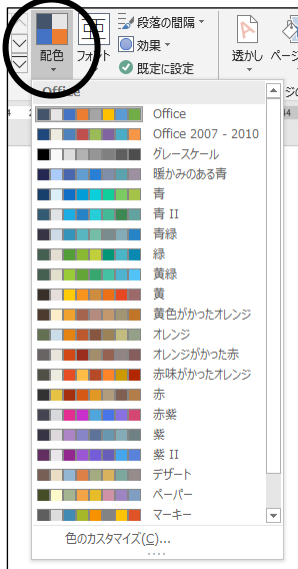 段落の間隔
効果
既定に設定
配色
フォント
透かし
ページ
Office
Office
Office 2007 - 2010
グレースケール
暖かみのある青
青
青 II
青緑
緑
黄緑
黄
黄色がかったオレンジ
オレンジ
オレンジがかった赤
赤味がかったオレンジ
赤
赤紫
紫
紫 II
デザート
ペーパー
マーキー
色のカスタマイズ(C)...